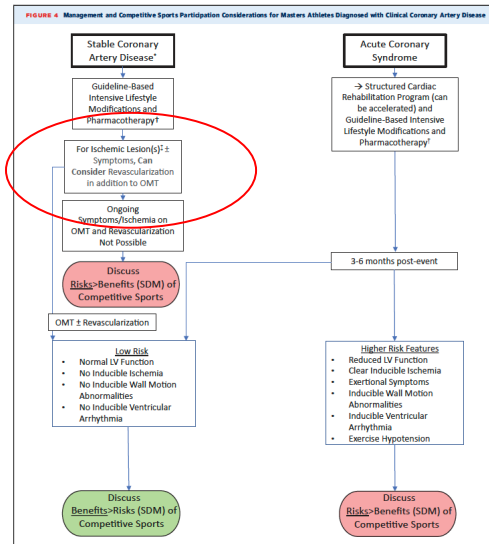 FIGURE 4 Management and Competitive Sports Participation Considerations for Masters Athletes Diagnosed with Clinical Coronary Artery Disease
Stable Coronary
Artery Disease*
Guideline-Based
Intensive Lifestyle
Modifications and
Pharmacotherapy†
For Ischemic Lesion(s)‡ ±
Symptoms, Can
Consider Revascularization
in addition to OMT
Ongoing
Symptoms/Ischemia on
OMT and Revascularization
Not Possible
Discuss
Risks>Benefits (SDM) of
Competitive Sports
OMT ± Revascularization
Low Risk
• Normal LV Function
• No Inducible Ischemia
• No Inducible Wall Motion
Abnormalities
• No Inducible Ventricular
Arrhythmia
Discuss
Benefits>Risks (SDM) of
Competitive Sports
Acute Coronary
Syndrome
→ Structured Cardiac
Rehabilitation Program (can
be accelerated) and
Guideline-Based Intensive
Lifestyle Modifications and
Pharmacotherapy†
3-6 months post-event
Higher Risk Features
• Reduced LV Function
• Clear Inducible Ischemia
• Exertional Symptoms
• Inducible Wall Motion
Abnormalities
• Inducible Ventricular
Arrhythmia
• Exercise Hypotension
Discuss
Risks>Benefits (SDM) of
Competitive Sports